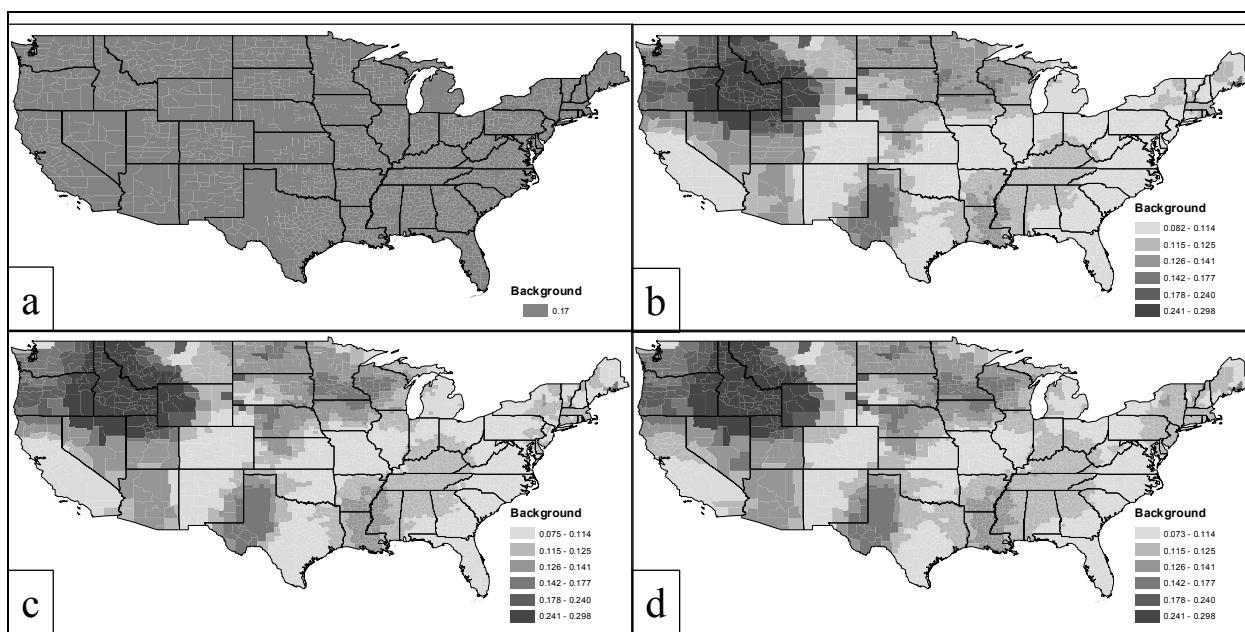 a
Background
0.17
b
Background
0.082 - 0.114
0.115 - 0.125
0.126 - 0.141
0.142 - 0.177
0.178 - 0.240
0.241 - 0.298
c
Background
0.075 - 0.114
0.115 - 0.125
0.126 - 0.141
0.142 - 0.177
0.178 - 0.240
0.241 - 0.298
d
Background
0.073 - 0.114
0.115 - 0.125
0.126 - 0.141
0.142 - 0.177
0.178 - 0.240
0.241 - 0.298